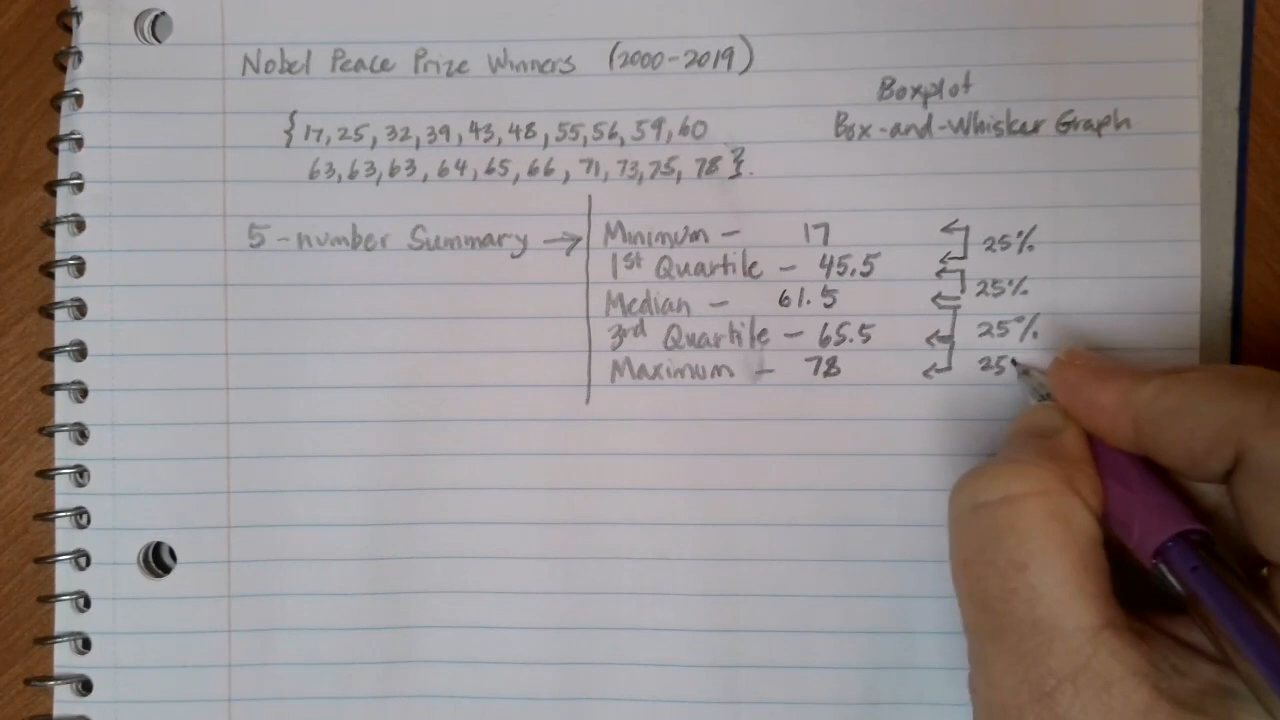 Nobel Peace Prize Winners (2000-2019)
Boxplot
Box-and-Whisker Graph
{17, 25, 32, 39, 43, 48, 55, 56, 59, 60
63, 63, 63, 64, 65, 66, 71, 73, 75, 78}.
5-number Summary →
Minimum - 17
25%
1st Quartile - 45.5
25%
Median - 61.5
3rd Quartile - 65.5
25%
Maximum - 78
25